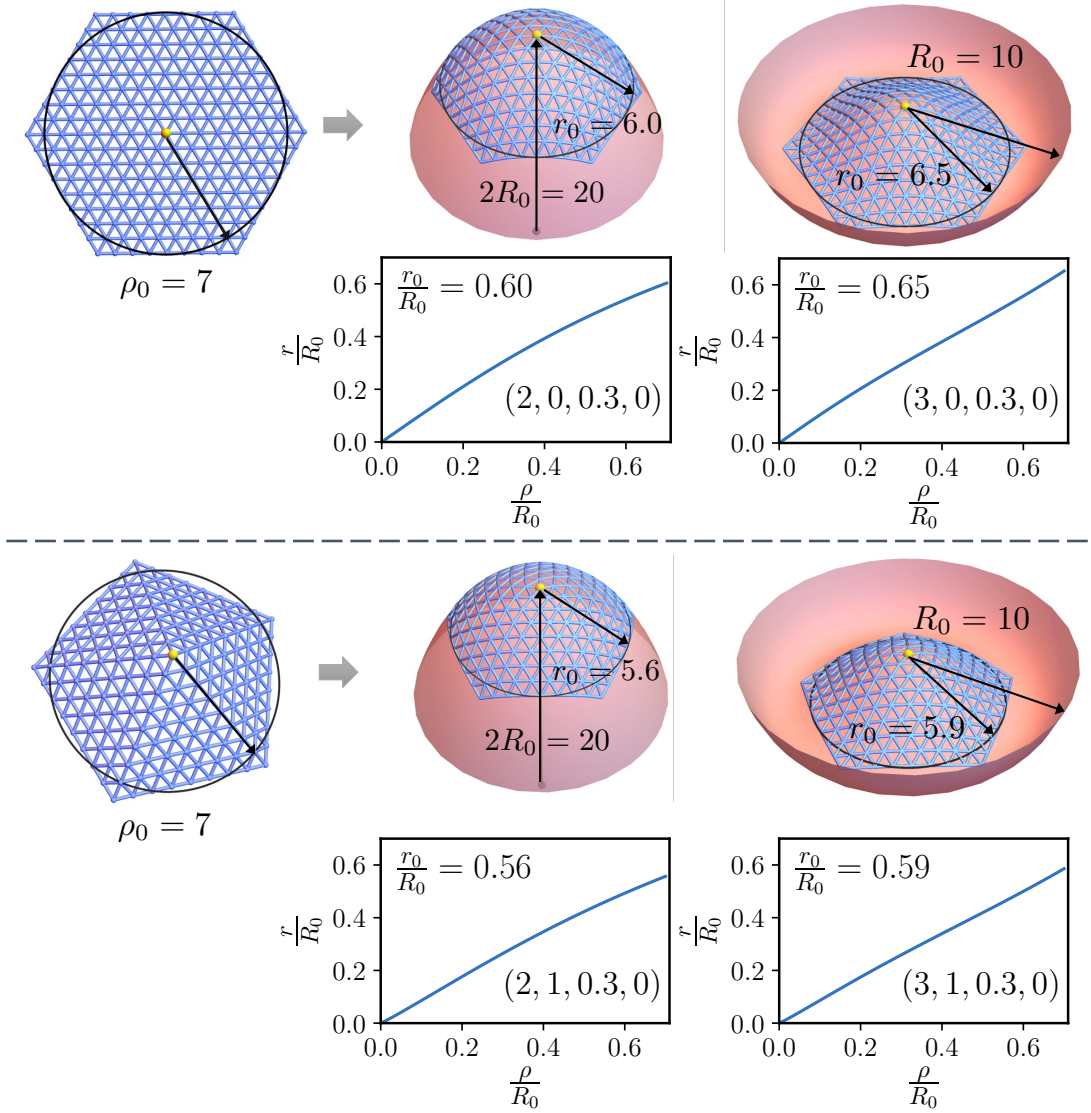 ρ₀ = 7
r₀ = 6.0
2R₀ = 20
R₀ = 10
r₀ = 6.5
r₀/R₀ = 0.60
(2, 0, 0.3, 0)
r/R₀
0.6
0.4
0.2
0.0
0.0 0.2 0.4 0.6
ρ/R₀
r₀/R₀ = 0.65
(3, 0, 0.3, 0)
r/R₀
0.6
0.4
0.2
0.0
0.0 0.2 0.4 0.6
ρ/R₀
ρ₀ = 7
r₀ = 5.6
2R₀ = 20
R₀ = 10
r₀ = 5.9
r₀/R₀ = 0.56
(2, 1, 0.3, 0)
r/R₀
0.6
0.4
0.2
0.0
0.0 0.2 0.4 0.6
ρ/R₀
r₀/R₀ = 0.59
(3, 1, 0.3, 0)
r/R₀
0.6
0.4
0.2
0.0
0.0 0.2 0.4 0.6
ρ/R₀